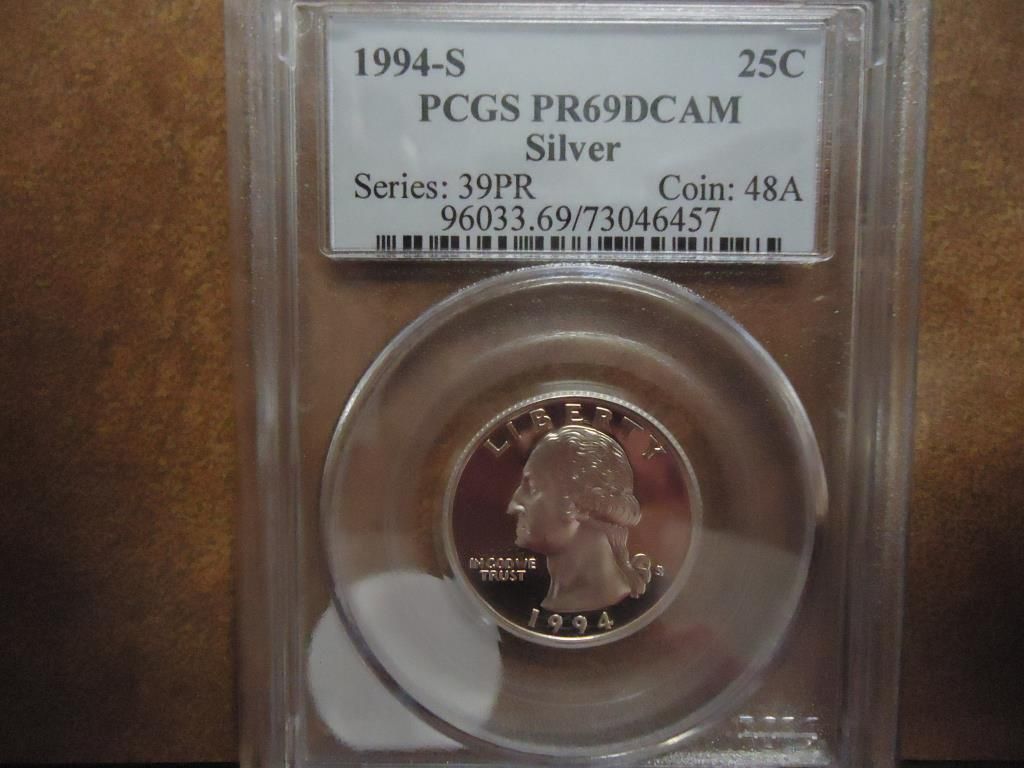 1994-S 25C
PCGS PR69DCAM
Silver
Series: 39PR Coin: 48A
96033.69/73046457
LIBERTY
IN GOD WE
TRUST
S
1994